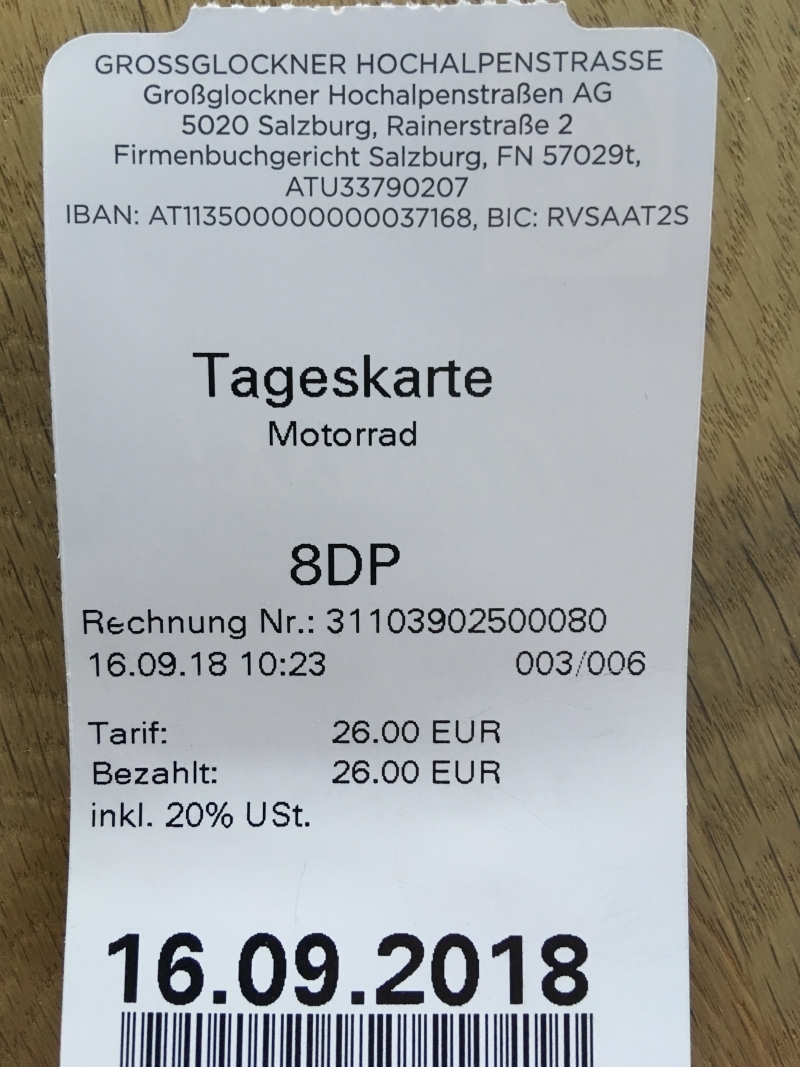 GROSSGLOCKNER HOCHALPENSTRASSE
Großglockner Hochalpenstraßen AG
5020 Salzburg, Rainerstraße 2
Firmenbuchgericht Salzburg, FN 57029t,
ATU33790207
IBAN: AT113500000000037168, BIC: RVSAAT2S
Tageskarte
Motorrad
8DP
Rechnung Nr.: 31103902500080
16.09.18 10:23 003/006
Tarif: 26.00 EUR
Bezahlt: 26.00 EUR
inkl. 20% USt.
16.09.2018